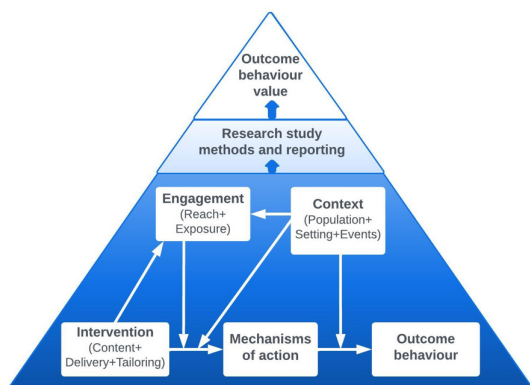 Outcome
behaviour
value
Research study
methods and reporting
Engagement
(Reach+
Exposure)
Context
(Population+
Setting+Events)
Intervention
(Content+
Delivery+Tailoring)
Mechanisms
of action
Outcome
behaviour